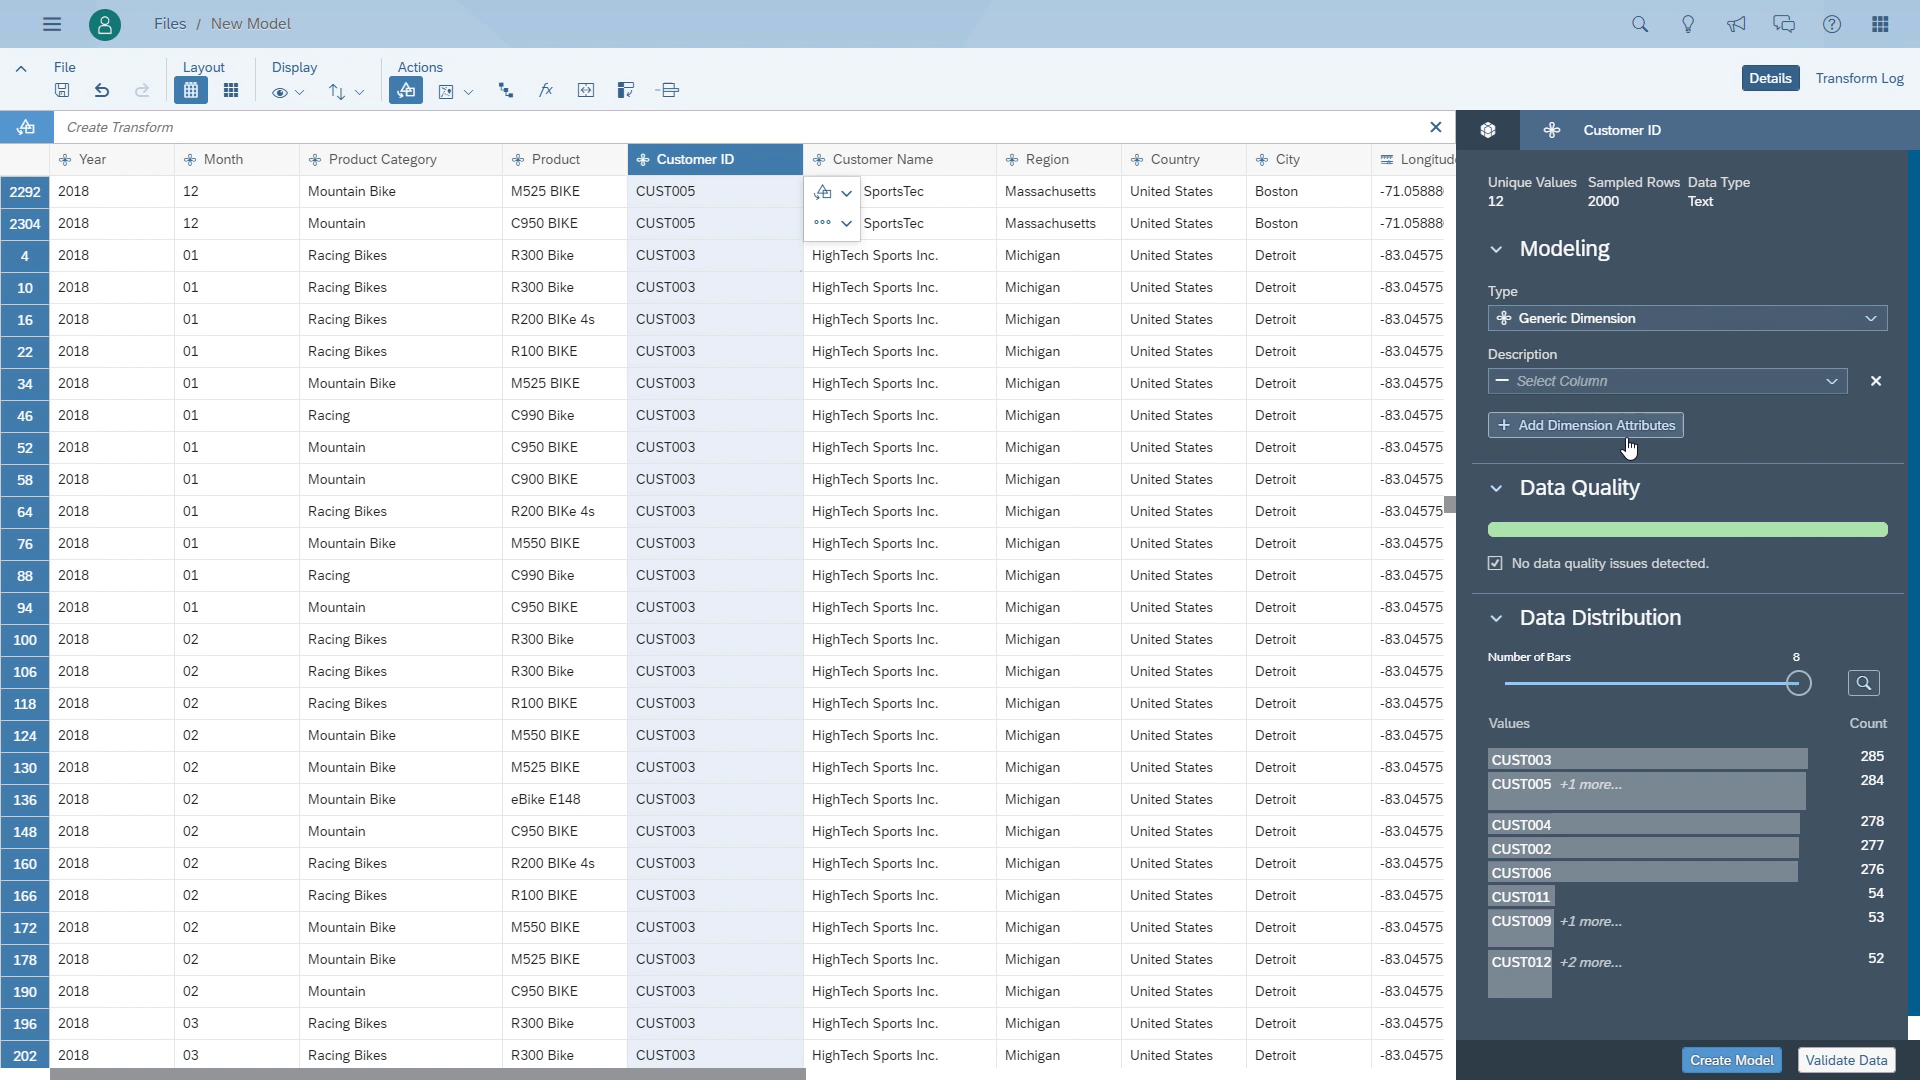 Files / New Model
File Layout Display Actions
Details Transform Log
Create Transform
Customer ID
Year Month Product Category Product Customer ID Customer Name Region Country City Longitud
2292 2018 12 Mountain Bike M525 BIKE CUST005 SportsTec Massachusetts United States Boston -71.05888
2304 2018 12 Mountain C950 BIKE CUST005 SportsTec Massachusetts United States Boston -71.05888
4 2018 01 Racing Bikes R300 Bike CUST003 HighTech Sports Inc. Michigan United States Detroit -83.04575
10 2018 01 Racing Bikes R300 Bike CUST003 HighTech Sports Inc. Michigan United States Detroit -83.04575
16 2018 01 Racing Bikes R200 BIKe 4s CUST003 HighTech Sports Inc. Michigan United States Detroit -83.04575
22 2018 01 Racing Bikes R100 BIKE CUST003 HighTech Sports Inc. Michigan United States Detroit -83.04575
34 2018 01 Mountain Bike M525 BIKE CUST003 HighTech Sports Inc. Michigan United States Detroit -83.04575
46 2018 01 Racing C990 Bike CUST003 HighTech Sports Inc. Michigan United States Detroit -83.04575
52 2018 01 Mountain C950 BIKE CUST003 HighTech Sports Inc. Michigan United States Detroit -83.04575
58 2018 01 Mountain C900 BIKE CUST003 HighTech Sports Inc. Michigan United States Detroit -83.04575
64 2018 01 Racing Bikes R200 BIKe 4s CUST003 HighTech Sports Inc. Michigan United States Detroit -83.04575
76 2018 01 Mountain Bike M550 BIKE CUST003 HighTech Sports Inc. Michigan United States Detroit -83.04575
88 2018 01 Racing C990 Bike CUST003 HighTech Sports Inc. Michigan United States Detroit -83.04575
94 2018 01 Mountain C950 BIKE CUST003 HighTech Sports Inc. Michigan United States Detroit -83.04575
100 2018 02 Racing Bikes R300 Bike CUST003 HighTech Sports Inc. Michigan United States Detroit -83.04575
106 2018 02 Racing Bikes R300 Bike CUST003 HighTech Sports Inc. Michigan United States Detroit -83.04575
118 2018 02 Racing Bikes R100 BIKE CUST003 HighTech Sports Inc. Michigan United States Detroit -83.04575
124 2018 02 Mountain Bike M550 BIKE CUST003 HighTech Sports Inc. Michigan United States Detroit -83.04575
130 2018 02 Mountain Bike M525 BIKE CUST003 HighTech Sports Inc. Michigan United States Detroit -83.04575
136 2018 02 Mountain Bike eBike E148 CUST003 HighTech Sports Inc. Michigan United States Detroit -83.04575
148 2018 02 Mountain C950 BIKE CUST003 HighTech Sports Inc. Michigan United States Detroit -83.04575
160 2018 02 Racing Bikes R200 BIKe 4s CUST003 HighTech Sports Inc. Michigan United States Detroit -83.04575
166 2018 02 Racing Bikes R100 BIKE CUST003 HighTech Sports Inc. Michigan United States Detroit -83.04575
172 2018 02 Mountain Bike M550 BIKE CUST003 HighTech Sports Inc. Michigan United States Detroit -83.04575
178 2018 02 Mountain Bike M525 BIKE CUST003 HighTech Sports Inc. Michigan United States Detroit -83.04575
190 2018 02 Mountain C950 BIKE CUST003 HighTech Sports Inc. Michigan United States Detroit -83.04575
196 2018 03 Racing Bikes R300 Bike CUST003 HighTech Sports Inc. Michigan United States Detroit -83.04575
202 2018 03 Racing Bikes R300 Bike CUST003 HighTech Sports Inc. Michigan United States Detroit -83.04575
Unique Values Sampled Rows Data Type
12 2000 Text
Modeling
Type
Generic Dimension
Description
Select Column
+ Add Dimension Attributes
Data Quality
No data quality issues detected.
Data Distribution
Number of Bars 8
Values Count
CUST003 285
CUST005 +1 more... 284
CUST004 278
CUST002 277
CUST006 276
CUST011 54
CUST009 +1 more... 53
CUST012 +2 more... 52
Create Model Validate Data